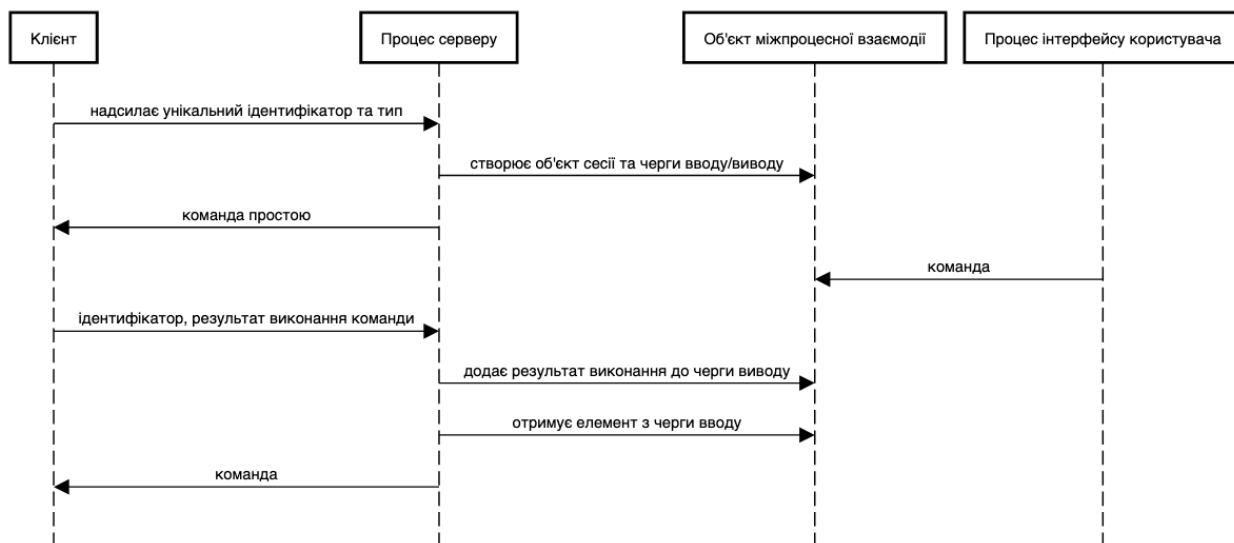 Клієнт
Процес серверу
Об'єкт міжпроцесної взаємодії
Процес інтерфейсу користувача
надсилає унікальний ідентифікатор та тип
створює об'єкт сесії та черги вводу/виводу
команда простою
команда
ідентифікатор, результат виконання команди
додає результат виконання до черги виводу
отримує елемент з черги вводу
команда